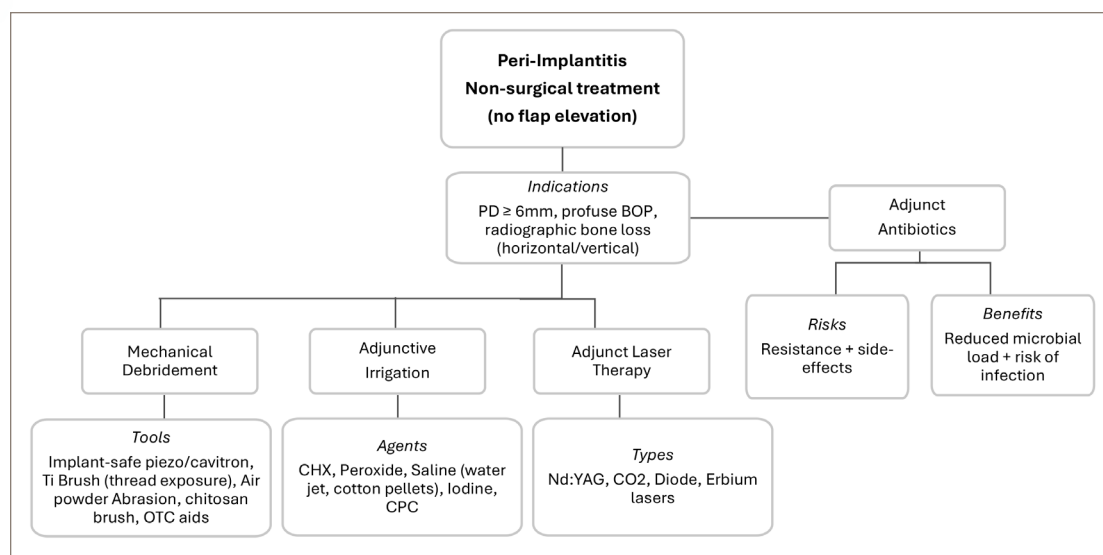 Peri-Implantitis
Non-surgical treatment
(no flap elevation)
Indications
PD ≥ 6mm, profuse BOP,
radiographic bone loss
(horizontal/vertical)
Adjunct
Antibiotics
Risks
Resistance + side-
effects
Benefits
Reduced microbial
load + risk of
infection
Mechanical
Debridement
Adjunctive
Irrigation
Adjunct Laser
Therapy
Tools
Implant-safe piezo/cavitron,
Ti Brush (thread exposure), Air
powder Abrasion, chitosan
brush, OTC aids
Agents
CHX, Peroxide, Saline (water
jet, cotton pellets), Iodine,
CPC
Types
Nd:YAG, CO2, Diode, Erbium
lasers